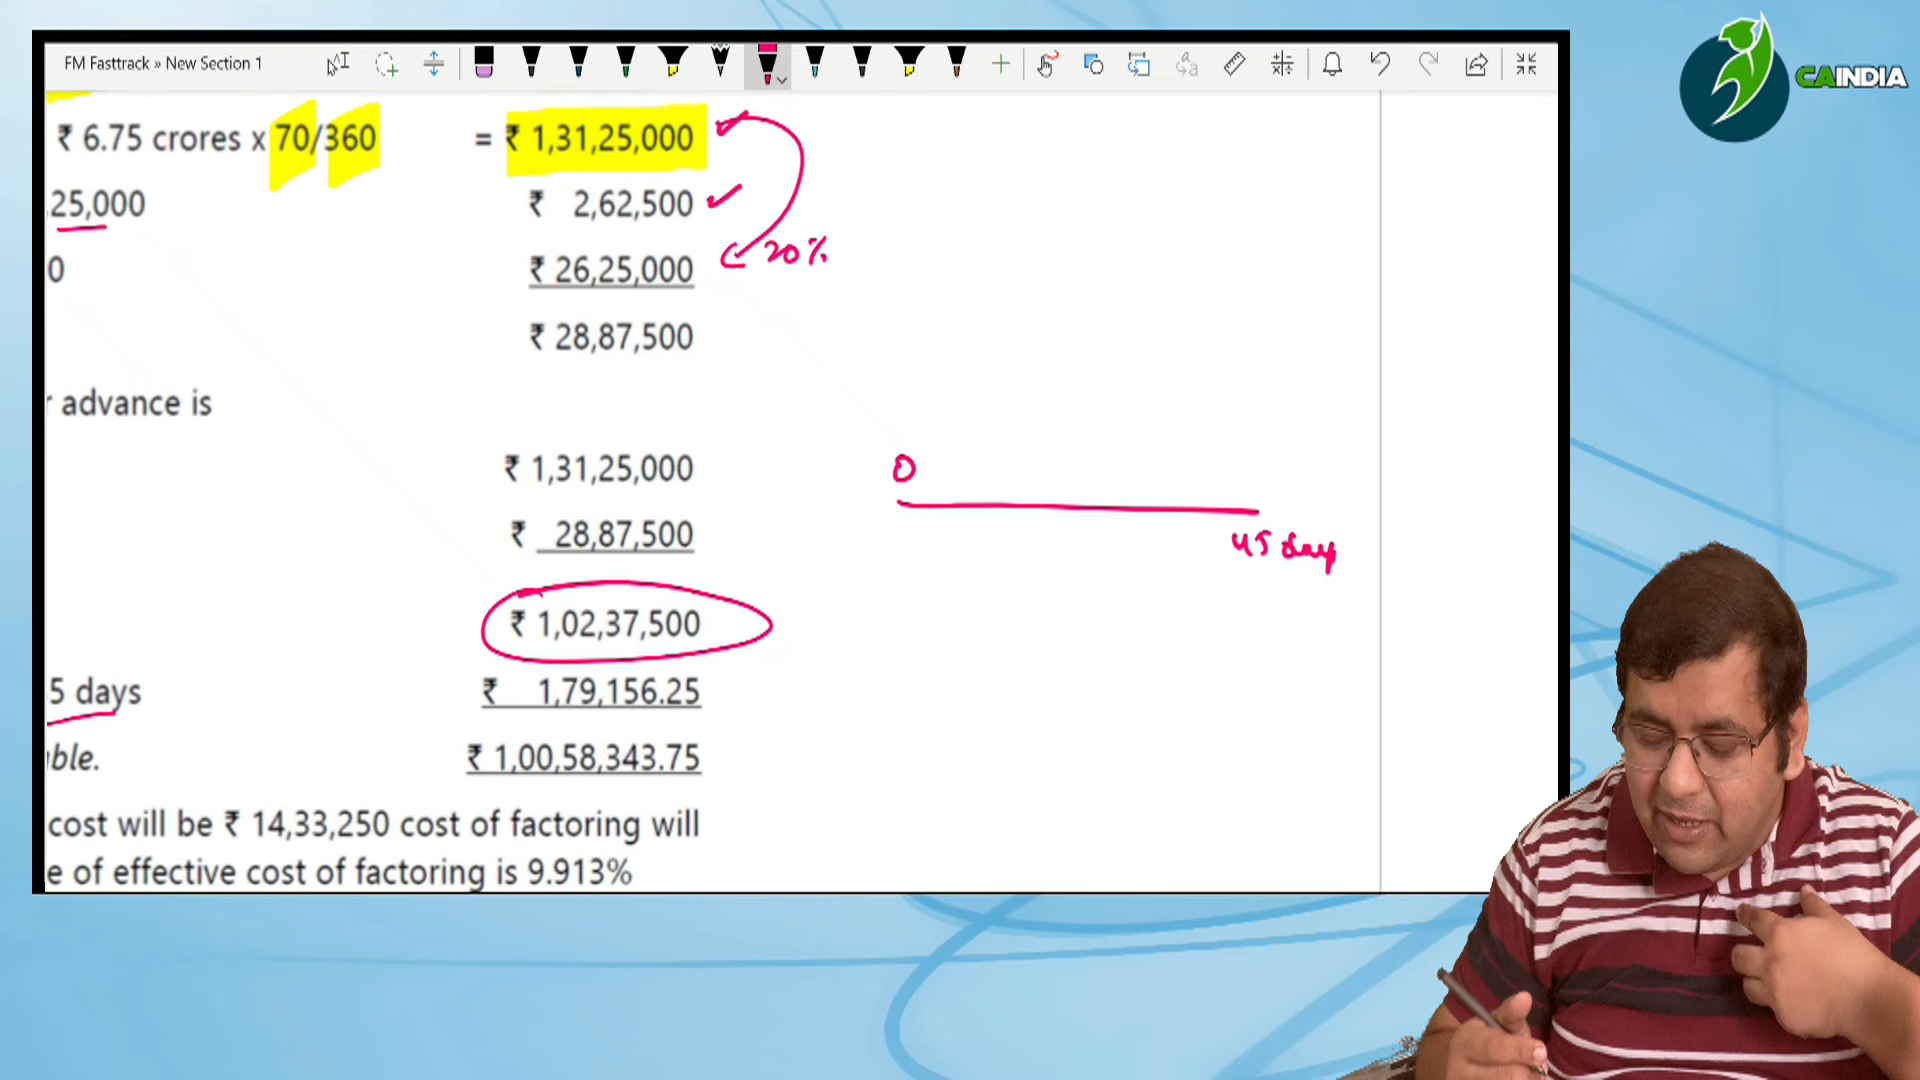 FM Fasttrack » New Section 1
CAINDIA
₹ 6.75 crores x 70/360 = ₹ 1,31,25,000
,25,000 ₹ 2,62,500
20%
0 ₹ 26,25,000
₹ 28,87,500
r advance is
₹ 1,31,25,000
0
₹ 28,87,500
45 day
₹ 1,02,37,500
5 days ₹ 1,79,156.25
ble. ₹ 1,00,58,343.75
cost will be ₹ 14,33,250 cost of factoring will
e of effective cost of factoring is 9.913%